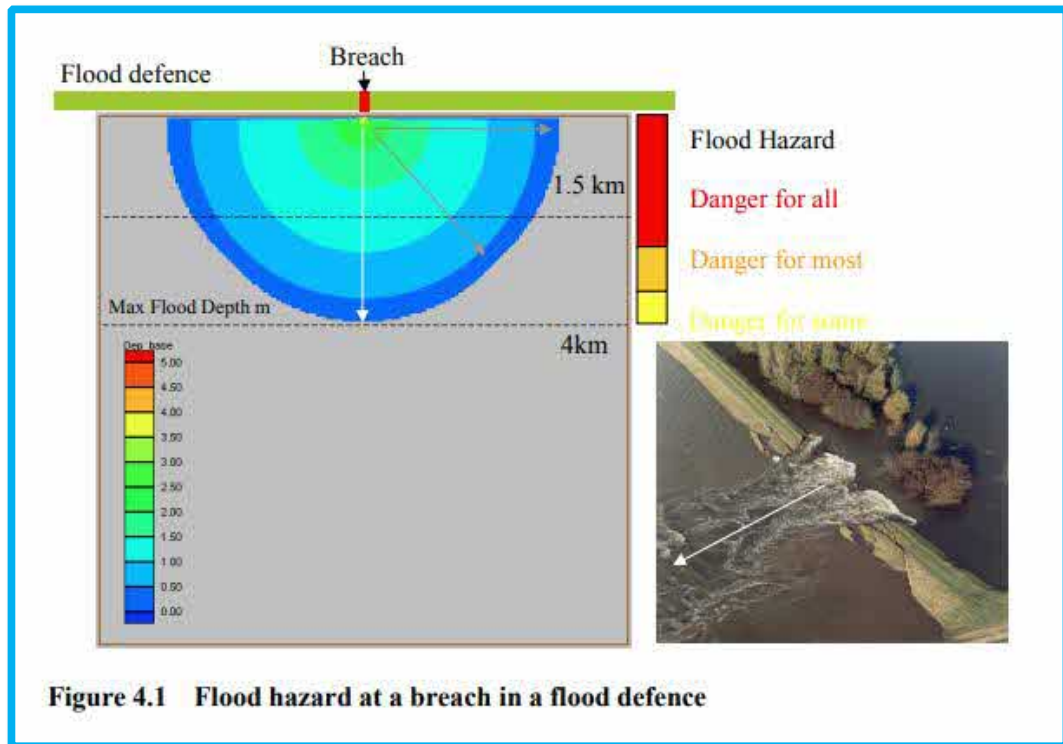 Breach
Flood defence
Flood Hazard
1.5 km
Danger for all
Danger for most
Max Flood Depth m
Danger for some
4km
Dep_base
5.00
4.50
4.00
3.50
3.00
2.50
2.00
1.50
1.00
0.50
0.00
Figure 4.1 Flood hazard at a breach in a flood defence